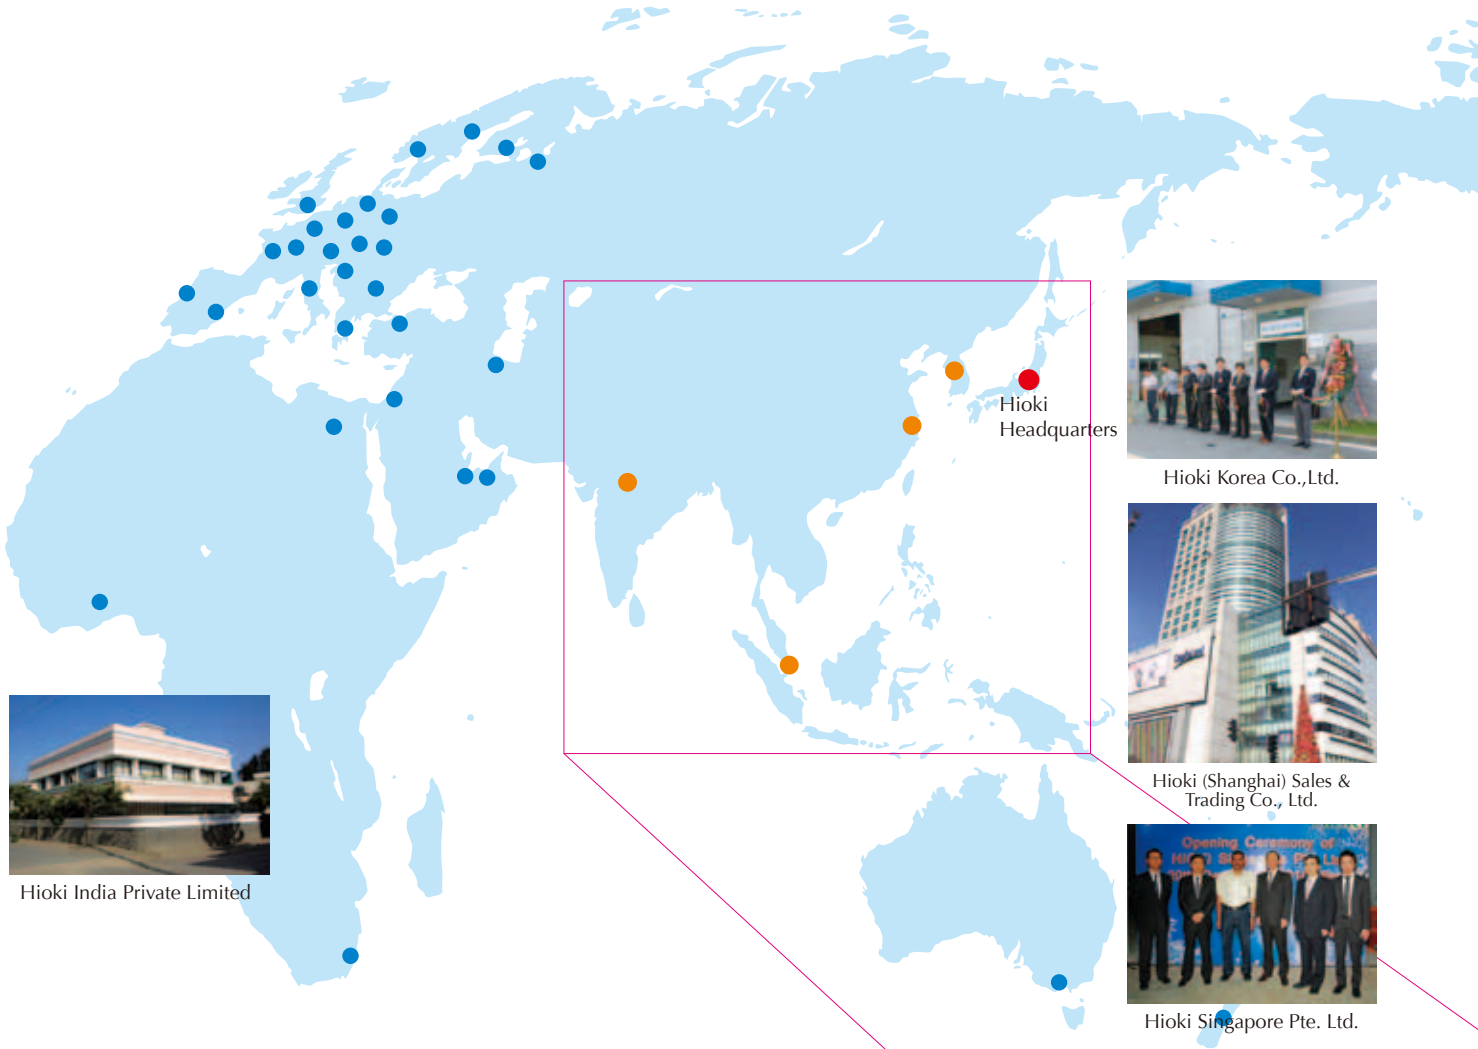 Hioki
Headquarters
Hioki Korea Co.,Ltd.
Hioki (Shanghai) Sales &
Trading Co., Ltd.
Opening Ceremony of
Hioki Singapore Pte. Ltd.
Hioki India Private Limited